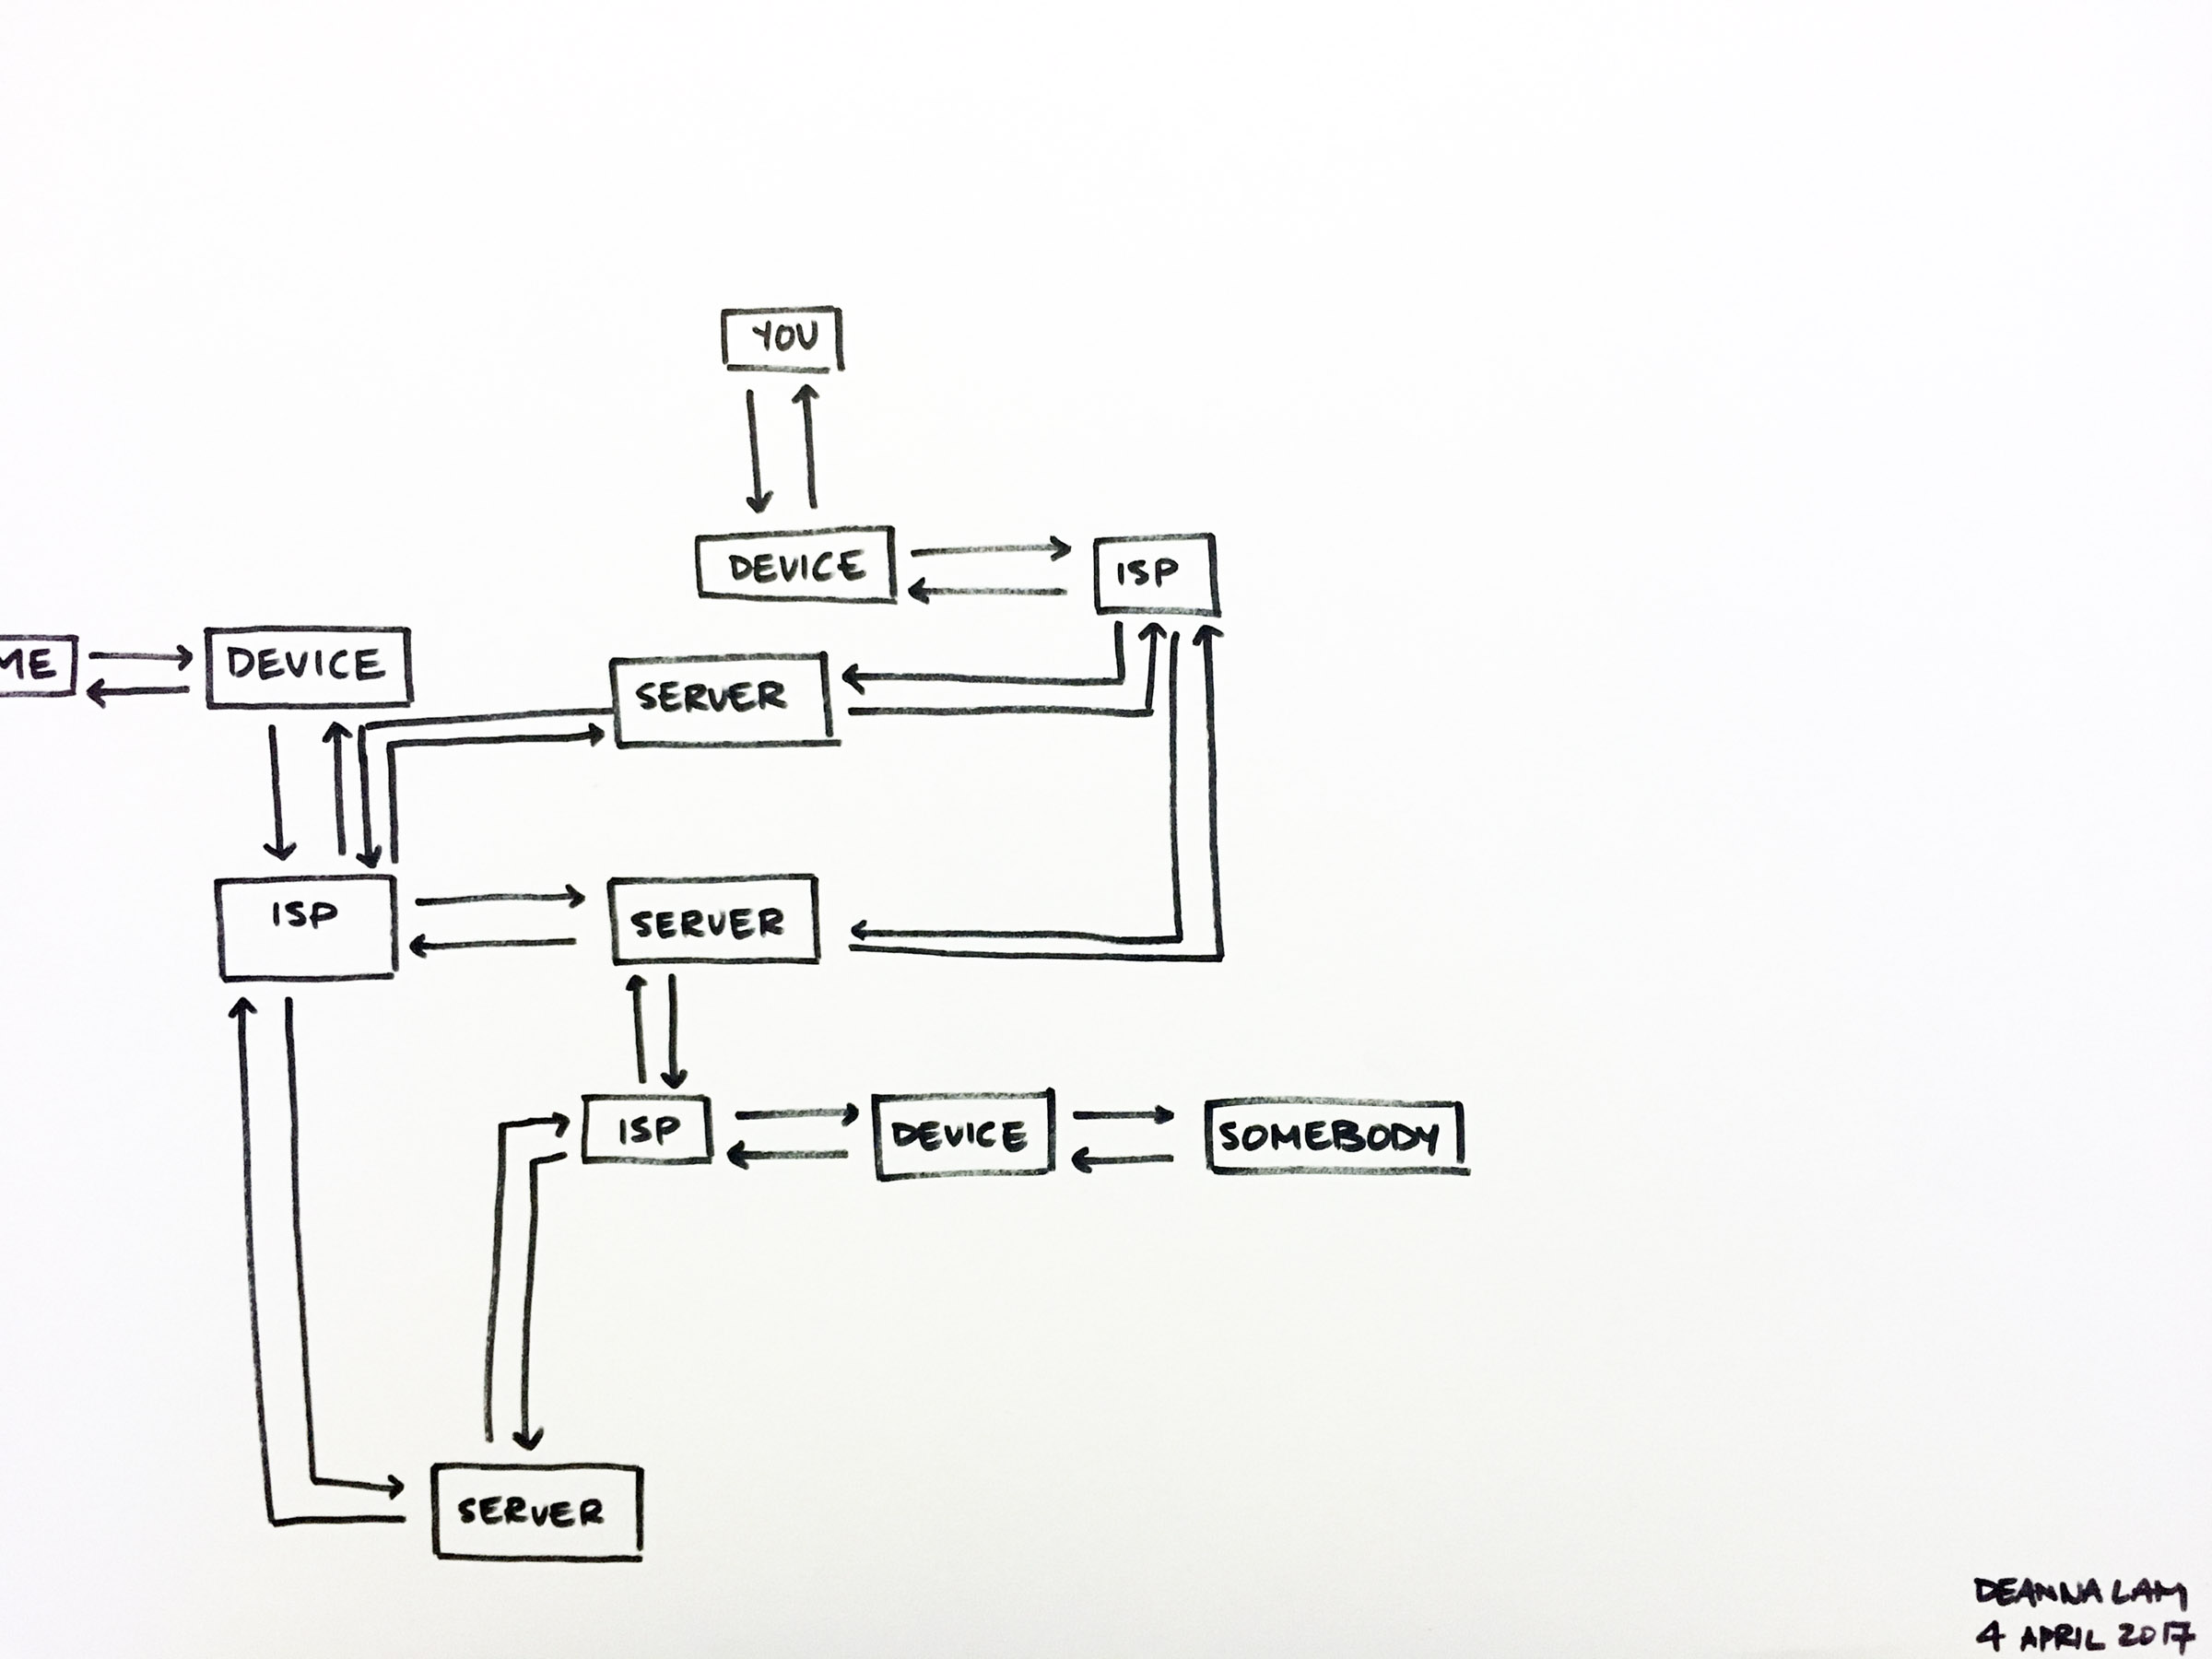 YOU
DEVICE
ISP
ME
DEVICE
SERVER
ISP
SERVER
ISP
DEVICE
SOMEBODY
SERVER
DEANNA LAM
4 APRIL 2017